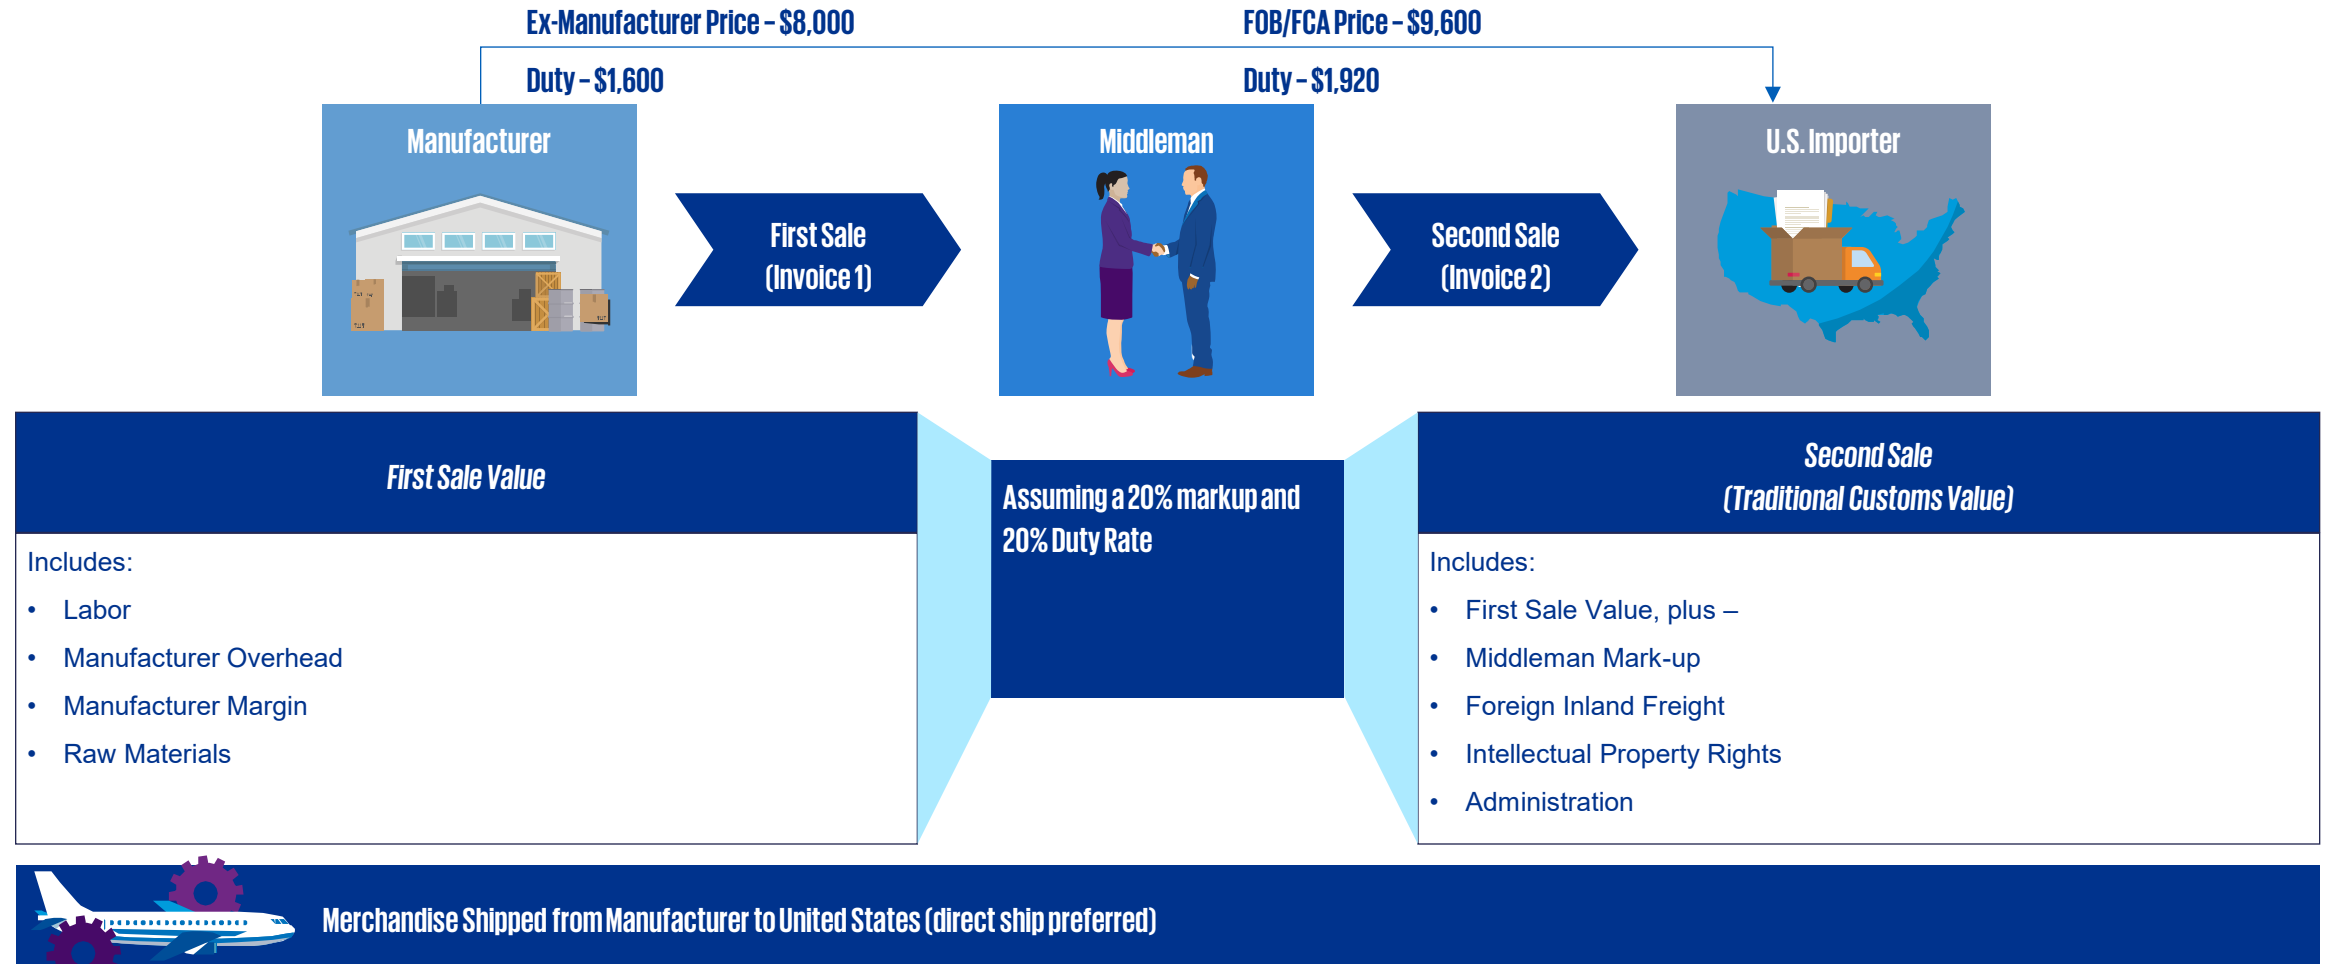 Ex-Manufacturer Price – $8,000
FOB/FCA Price – $9,600
Duty – $1,600
Duty – $1,920
Manufacturer
Middleman
U.S. Importer
First Sale
(Invoice 1)
Second Sale
(Invoice 2)
First Sale Value
Includes:
• Labor
• Manufacturer Overhead
• Manufacturer Margin
• Raw Materials
Assuming a 20% markup and
20% Duty Rate
Second Sale
(Traditional Customs Value)
Includes:
• First Sale Value, plus –
• Middleman Mark-up
• Foreign Inland Freight
• Intellectual Property Rights
• Administration
Merchandise Shipped from Manufacturer to United States (direct ship preferred)